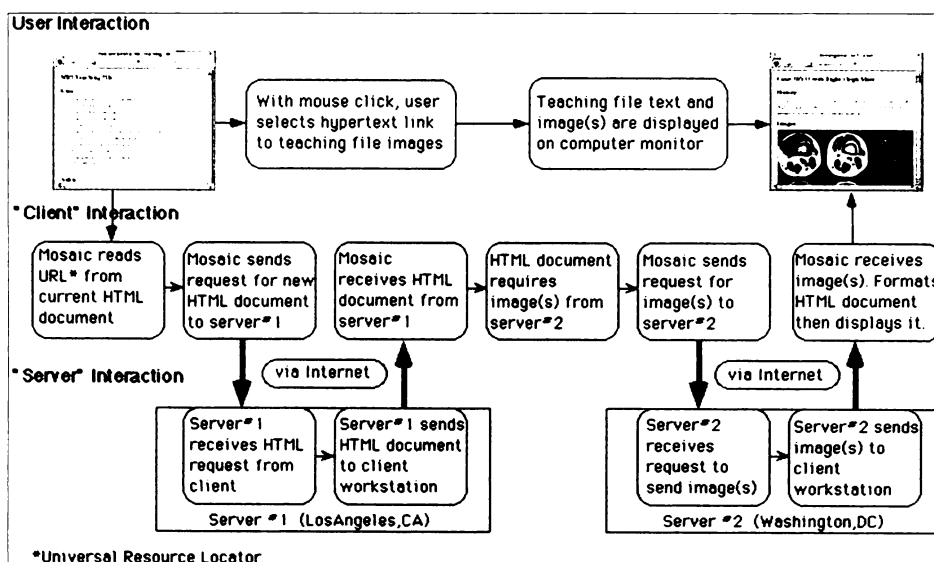 User Interaction
With mouse click, user
selects hypertext link
to teaching file images
Teaching file text and
image(s) are displayed
on computer monitor
"Client" Interaction
Mosaic reads
URL* from
current HTML
document
Mosaic sends
request for new
HTML document
to server#1
Mosaic
receives HTML
document from
server#1
HTML document
requires
image(s) from
server#2
Mosaic sends
request for
image(s) to
server#2
Mosaic receives
image(s). Formats
HTML document
then displays it.
"Server" Interaction
via Internet
via Internet
Server#1
receives HTML
request from
client
Server#1 sends
HTML document
to client
workstation
Server#2
receives
request to
send image(s)
Server#2 sends
image(s) to
client
workstation
Server #1 (LosAngeles,CA)
Server #2 (Washington,DC)
*Universal Resource Locator